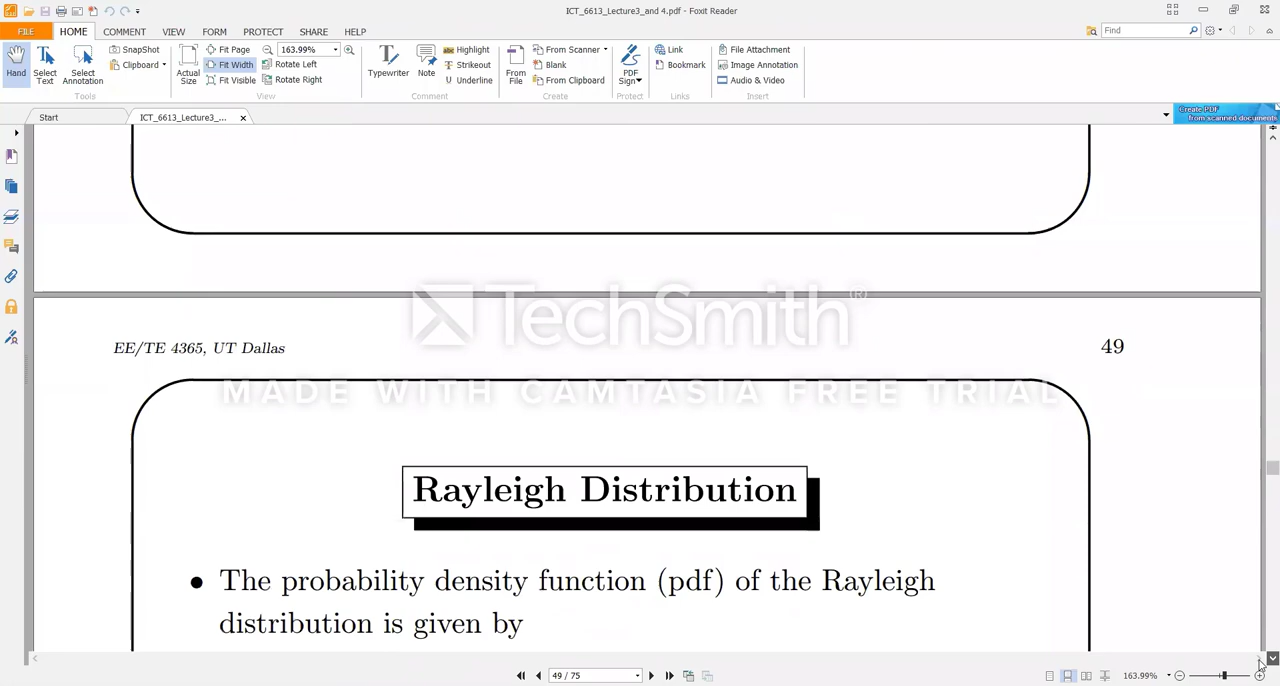 ICT_6613_Lecture3_and 4.pdf - Foxit Reader
FILE HOME COMMENT VIEW FORM PROTECT SHARE HELP
Find
Hand
Select Text
Select Annotation
SnapShot
Clipboard
Tools
Actual Size
Fit Page
Fit Width
Fit Visible
163.99%
Rotate Left
Rotate Right
View
Typewriter
Note
Highlight
Strikeout
Underline
Comment
From File
From Scanner
Blank
From Clipboard
Create
PDF Sign
Protect
Link
Bookmark
Links
File Attachment
Image Annotation
Audio & Video
Insert
Start
ICT_6613_Lecture3_...
Create PDF
from scanned documents
TechSmith®
MADE WITH CAMTASIA FREE TRIAL
EE/TE 4365, UT Dallas
49
Rayleigh Distribution
• The probability density function (pdf) of the Rayleigh
distribution is given by
49 / 75
163.99%